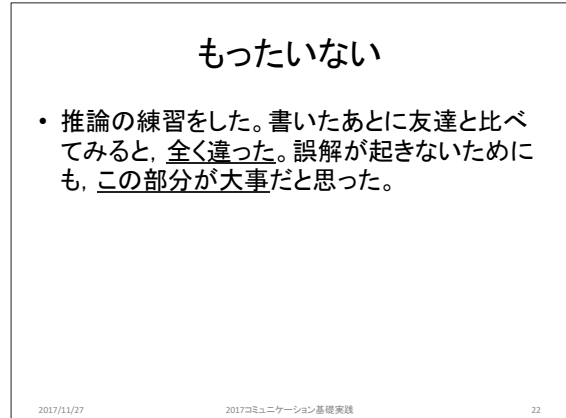 もったいない
• 推論の練習をした。書いたあとに友達と比べ
てみると, 全く違った。誤解が起きないために
も, この部分が大事だと思った。
2017/11/27
2017コミュニケーション基礎実践
22